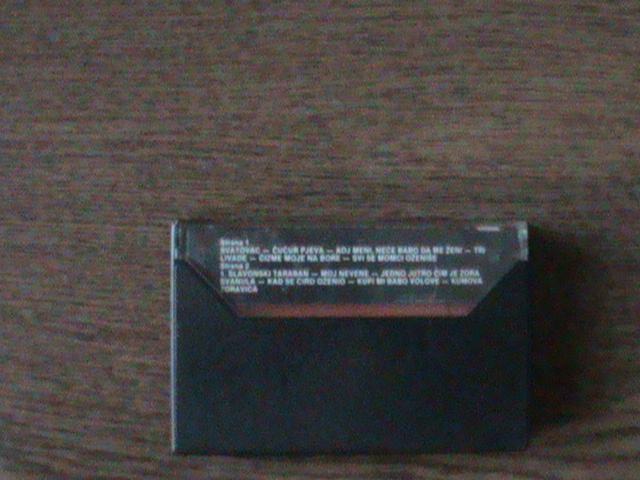 Strana 1
SVATOVAC — ČUČUR PJEVA — AOJ MENI, NEĆE BABO DA ME ŽENI — TRI
LIVADE — ČIZME MOJE NA BORE — SVI SE MOMCI OŽENIŠE
Strana 2
1. SLAVONSKI TARABAN — MOJ NEVENE — JEDNO JUTRO ČIM JE ZORA
SVANULA — KAD SE ĆIRO OŽENIO — KUPI MI BABO VOLOVE — KUMOVA
TORAVICA